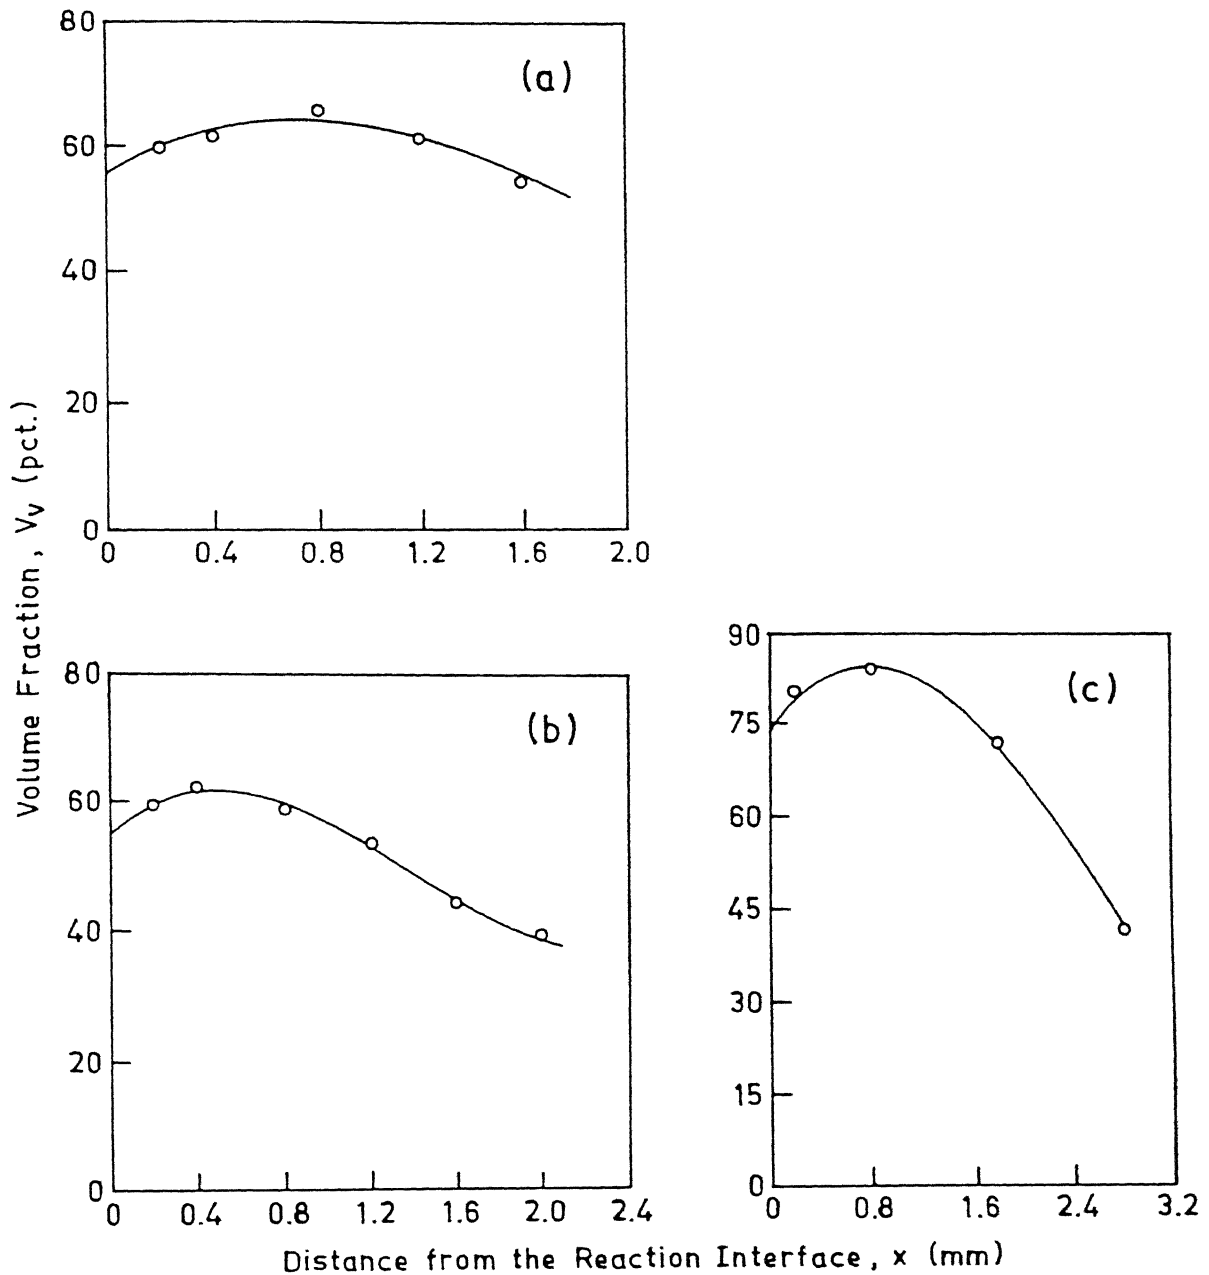 (a)
80
60
40
20
0
0 0.4 0.8 1.2 1.6 2.0
Volume Fraction, Vv (pct.)
(b)
80
60
40
20
0
0 0.4 0.8 1.2 1.6 2.0 2.4
(c)
90
75
60
45
30
15
0
0 0.8 1.6 2.4 3.2
Distance from the Reaction Interface, x (mm)